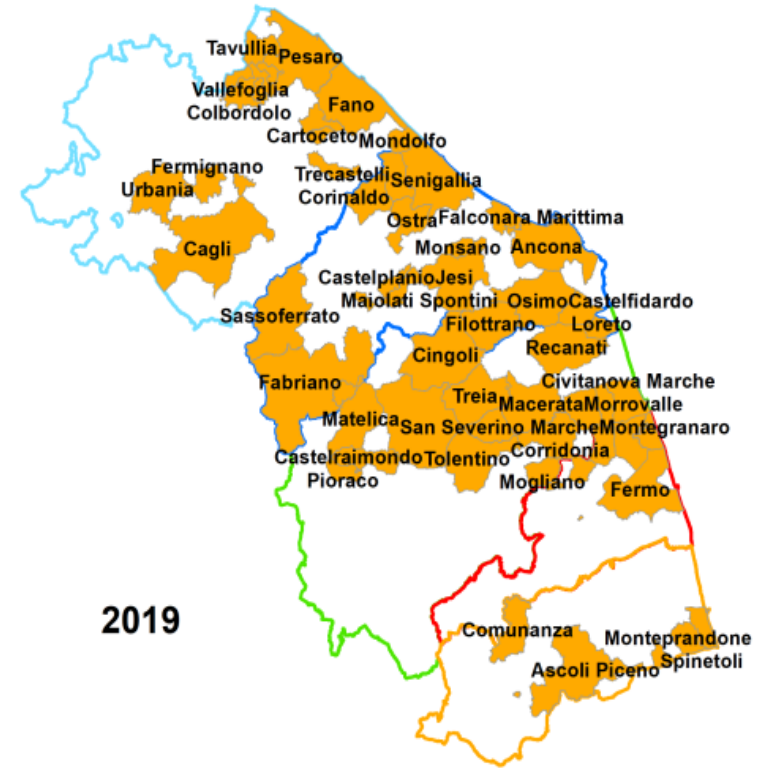 Tavullia
Pesaro
Vallefoglia
Colbordolo
Fano
Cartoceto
Mondolfo
Fermignano
Urbania
Trecastelli
Senigallia
Corinaldo
Ostra
Falconara Marittima
Cagli
Monsano
Ancona
Castelplanio
Jesi
Maiolati Spontini
Osimo
Castelfidardo
Sassoferrato
Filottrano
Loreto
Cingoli
Recanati
Fabriano
Civitanova Marche
Treia
Macerata
Morrovalle
Matelica
San Severino Marche
Montegranaro
Castelraimondo
Tolentino
Corridonia
Pioraco
Mogliano
Fermo
2019
Comunanza
Monteprandone
Ascoli Piceno
Spinetoli